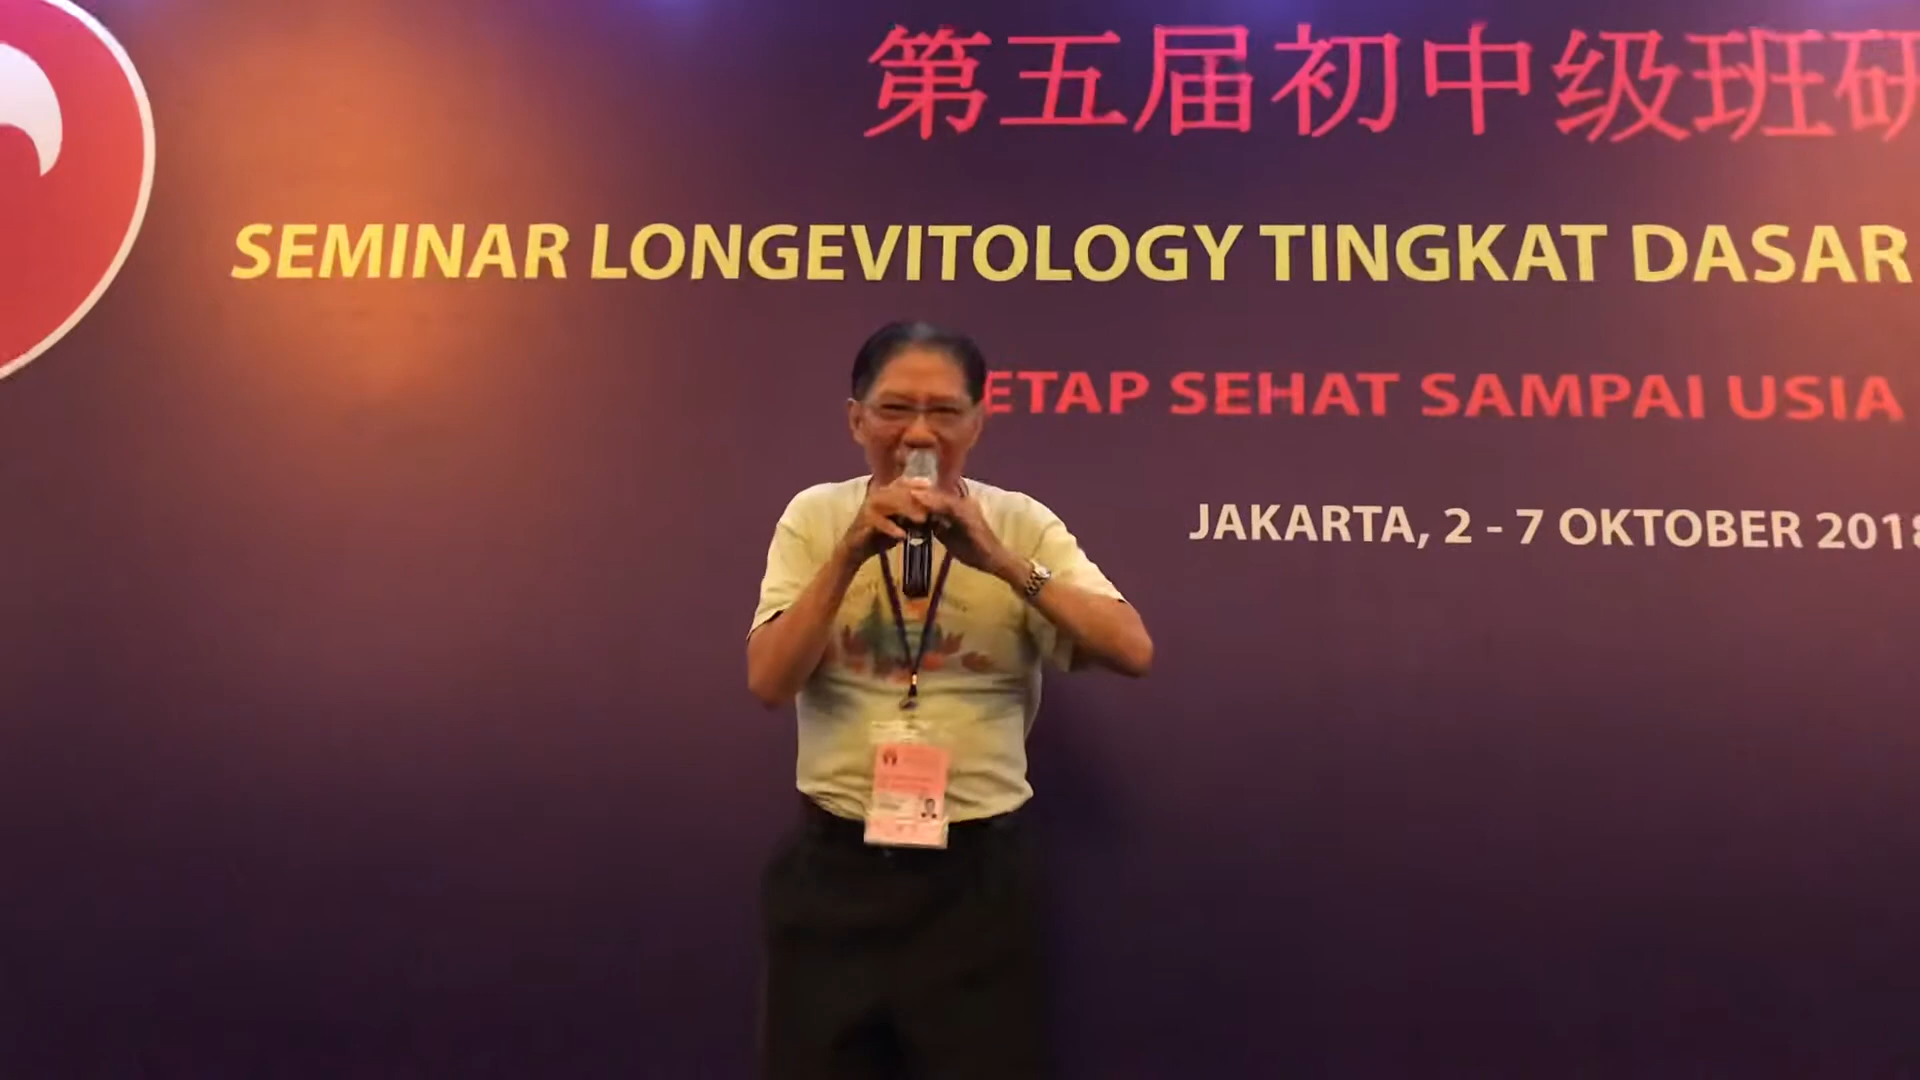 第五届初中级班研
SEMINAR LONGEVITOLOGY TINGKAT DASAR
ETAP SEHAT SAMPAI USIA
JAKARTA, 2 - 7 OKTOBER 2018